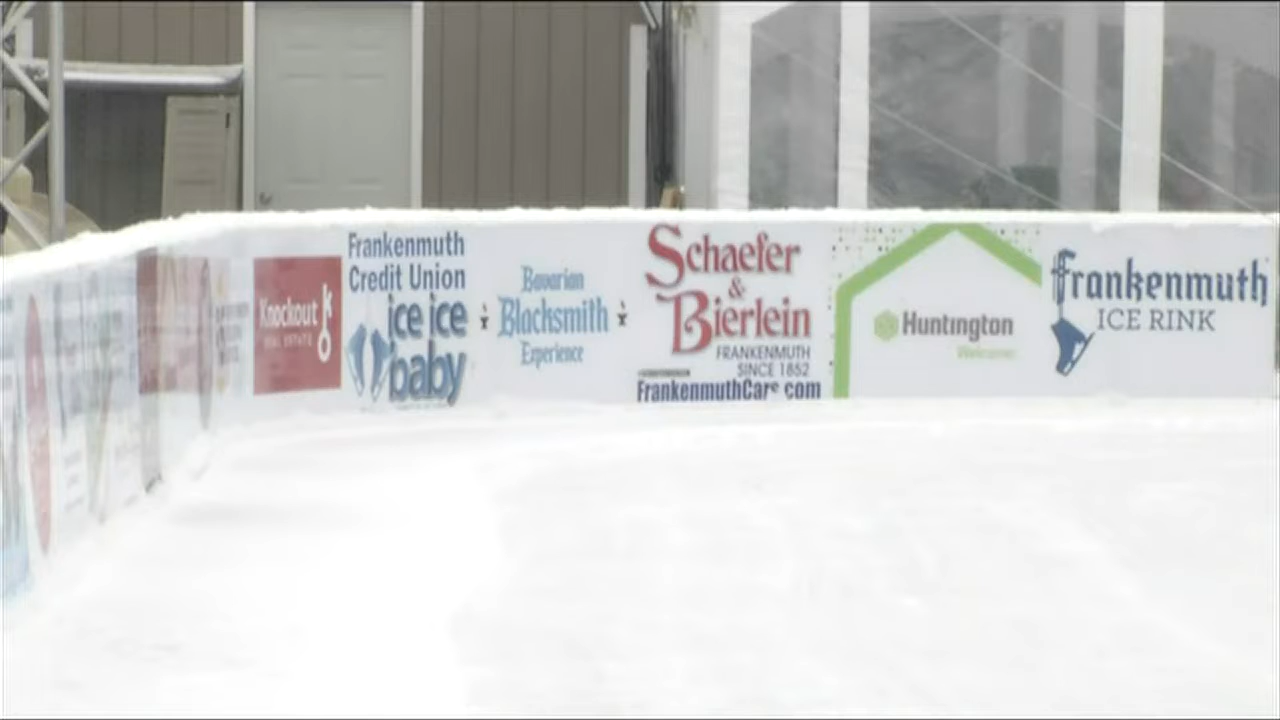 Knockout
REAL ESTATE
Frankenmuth
Credit Union
ice ice
baby
Bavarian
Blacksmith
Experience
Schaefer
&
Bierlein
FRANKENMUTH
SINCE 1852
FrankenmuthCars.com
Huntington
Welcome.
Frankenmuth
ICE RINK